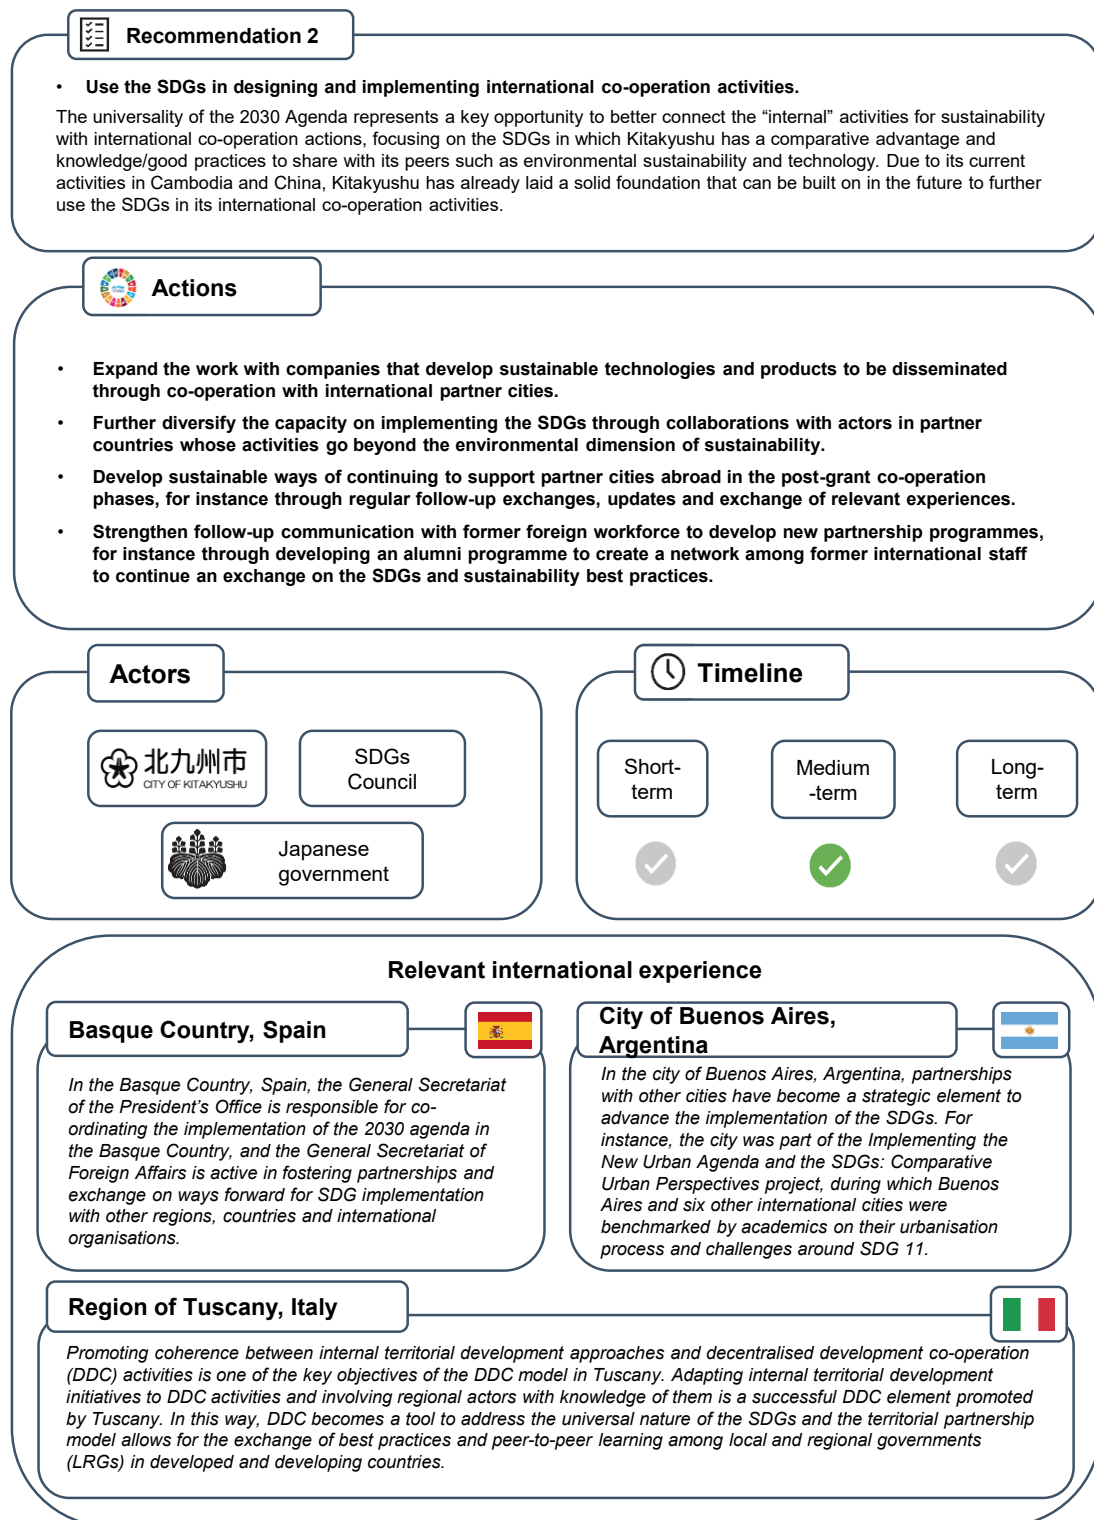 Recommendation 2
• Use the SDGs in designing and implementing international co-operation activities.
The universality of the 2030 Agenda represents a key opportunity to better connect the “internal” activities for sustainability
with international co-operation actions, focusing on the SDGs in which Kitakyushu has a comparative advantage and
knowledge/good practices to share with its peers such as environmental sustainability and technology. Due to its current
activities in Cambodia and China, Kitakyushu has already laid a solid foundation that can be built on in the future to further
use the SDGs in its international co-operation activities.
Actions
• Expand the work with companies that develop sustainable technologies and products to be disseminated
through co-operation with international partner cities.
• Further diversify the capacity on implementing the SDGs through collaborations with actors in partner
countries whose activities go beyond the environmental dimension of sustainability.
• Develop sustainable ways of continuing to support partner cities abroad in the post-grant co-operation
phases, for instance through regular follow-up exchanges, updates and exchange of relevant experiences.
• Strengthen follow-up communication with former foreign workforce to develop new partnership programmes,
for instance through developing an alumni programme to create a network among former international staff
to continue an exchange on the SDGs and sustainability best practices.
Actors
北九州市
CITY OF KITAKYUSHU
SDGs
Council
Japanese
government
Timeline
Short-
term
Medium
-term
Long-
term
Relevant international experience
Basque Country, Spain
In the Basque Country, Spain, the General Secretariat
of the President’s Office is responsible for co-
ordinating the implementation of the 2030 agenda in
the Basque Country, and the General Secretariat of
Foreign Affairs is active in fostering partnerships and
exchange on ways forward for SDG implementation
with other regions, countries and international
organisations.
City of Buenos Aires,
Argentina
In the city of Buenos Aires, Argentina, partnerships
with other cities have become a strategic element to
advance the implementation of the SDGs. For
instance, the city was part of the Implementing the
New Urban Agenda and the SDGs: Comparative
Urban Perspectives project, during which Buenos
Aires and six other international cities were
benchmarked by academics on their urbanisation
process and challenges around SDG 11.
Region of Tuscany, Italy
Promoting coherence between internal territorial development approaches and decentralised development co-operation
(DDC) activities is one of the key objectives of the DDC model in Tuscany. Adapting internal territorial development
initiatives to DDC activities and involving regional actors with knowledge of them is a successful DDC element promoted
by Tuscany. In this way, DDC becomes a tool to address the universal nature of the SDGs and the territorial partnership
model allows for the exchange of best practices and peer-to-peer learning among local and regional governments
(LRGs) in developed and developing countries.